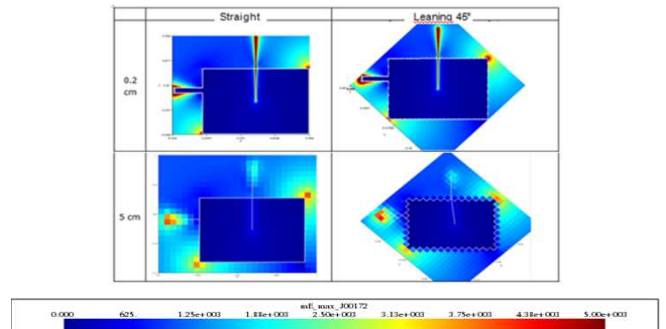 Straight Leaning 45°
0.2
cm
5 cm
mE_max_J00172
0.000 625. 1.25e+003 1.88e+003 2.50e+003 3.13e+003 3.75e+003 4.38e+003 5.00e+003